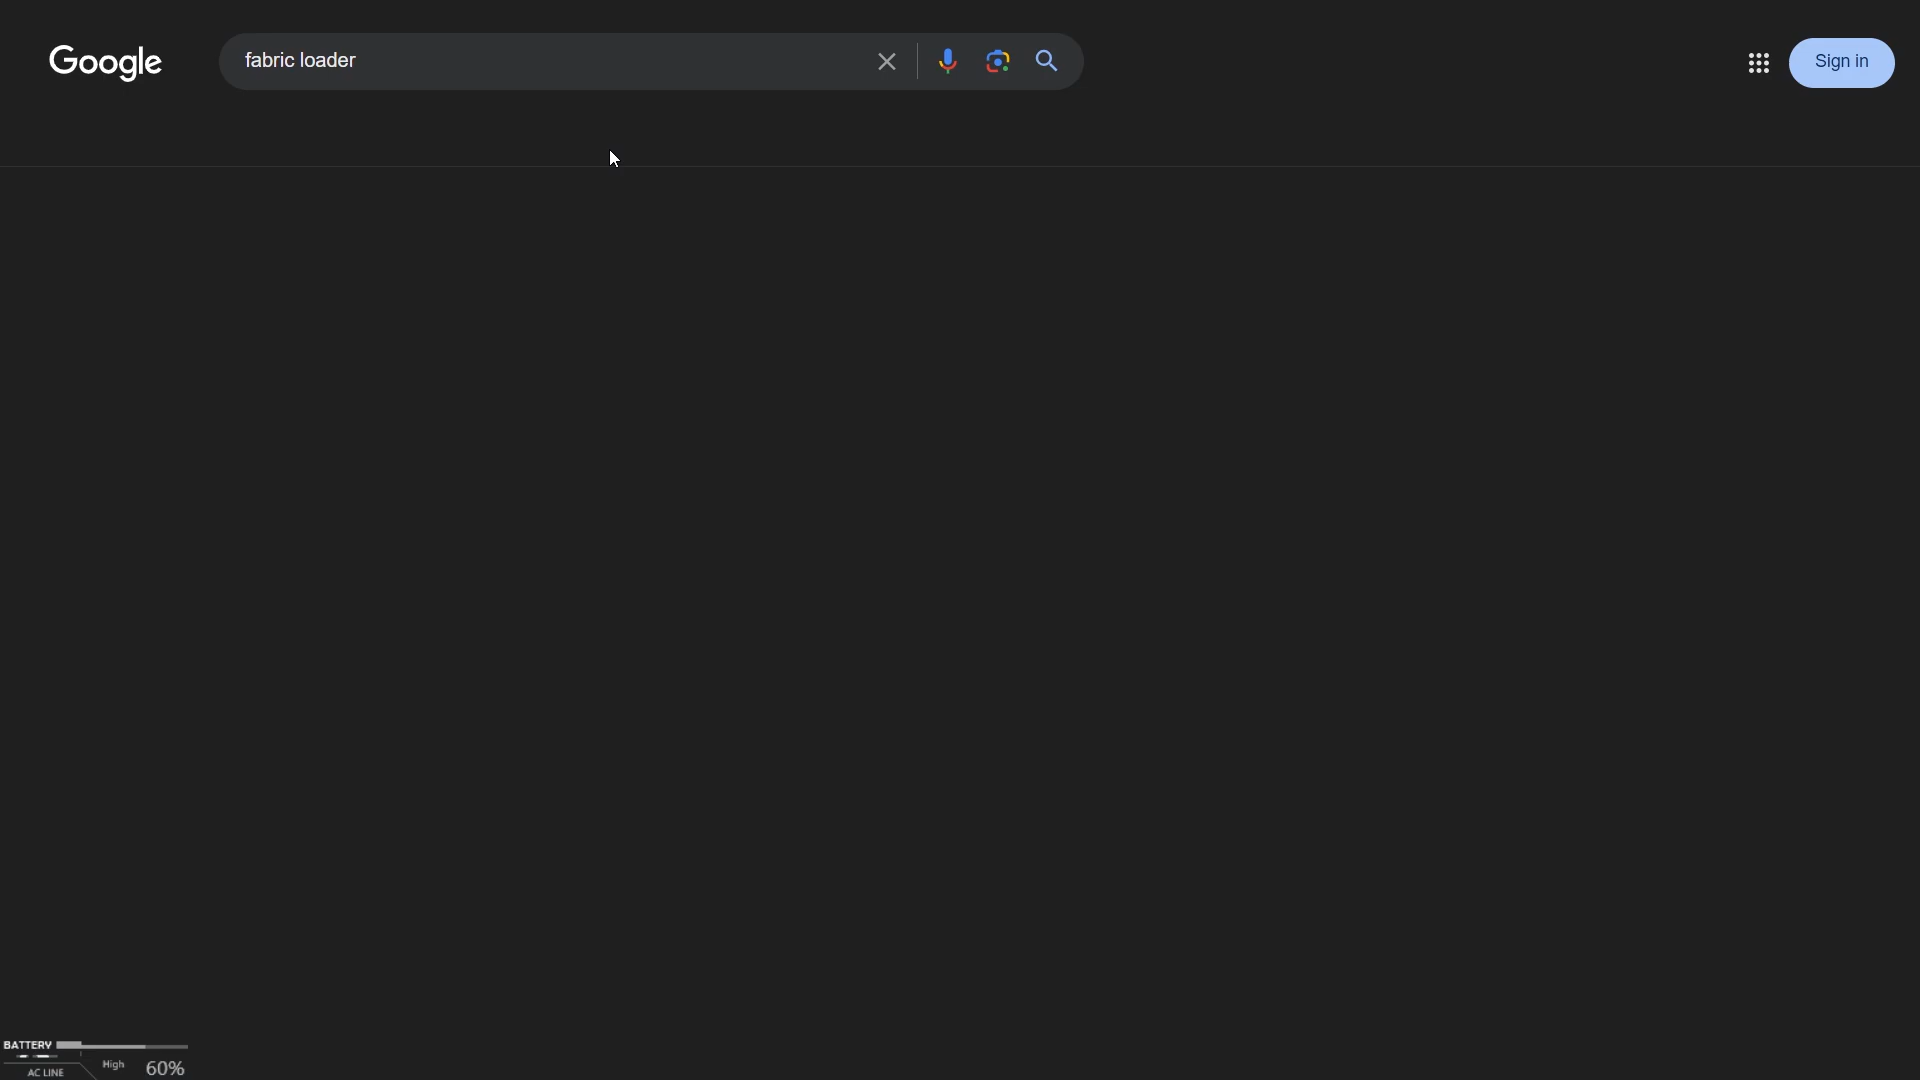 Google
fabric loader
Sign in
BATTERY
High
60%
AC LINE